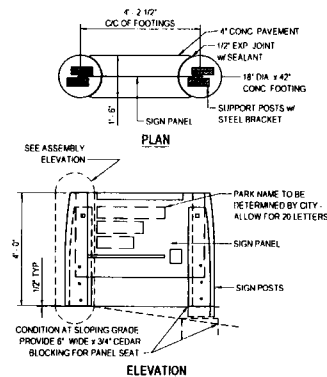 4' - 2 1/2"
C/C OF FOOTINGS
4" CONC PAVEMENT
1/2" EXP. JOINT
W/ SEALANT
18" DIA x 42"
CONC FOOTING
1' - 6"
SIGN PANEL
SUPPORT POSTS W/
STEEL BRACKET
PLAN
SEE ASSEMBLY
ELEVATION
PARK NAME TO BE
DETERMINED BY CITY -
ALLOW FOR 20 LETTERS
4' - 0"
SIGN PANEL
1/2" TYP
SIGN POSTS
CONDITION AT SLOPING GRADE
PROVIDE 6" WIDE x 3/4" CEDAR
BLOCKING FOR PANEL SEAT
ELEVATION